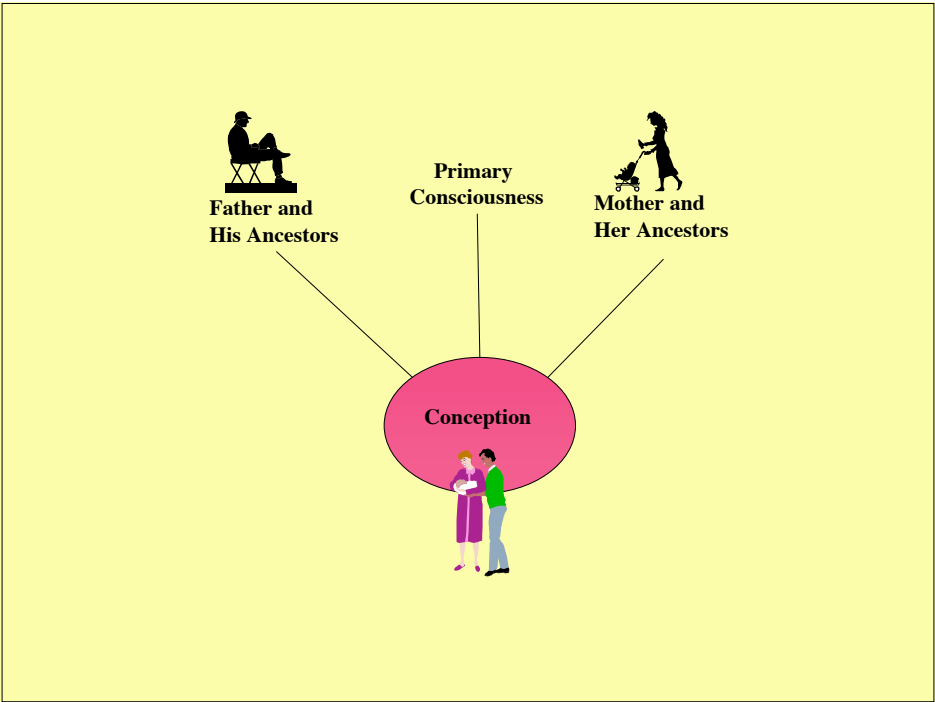 Father and
His Ancestors
Primary
Consciousness
Mother and
Her Ancestors
Conception